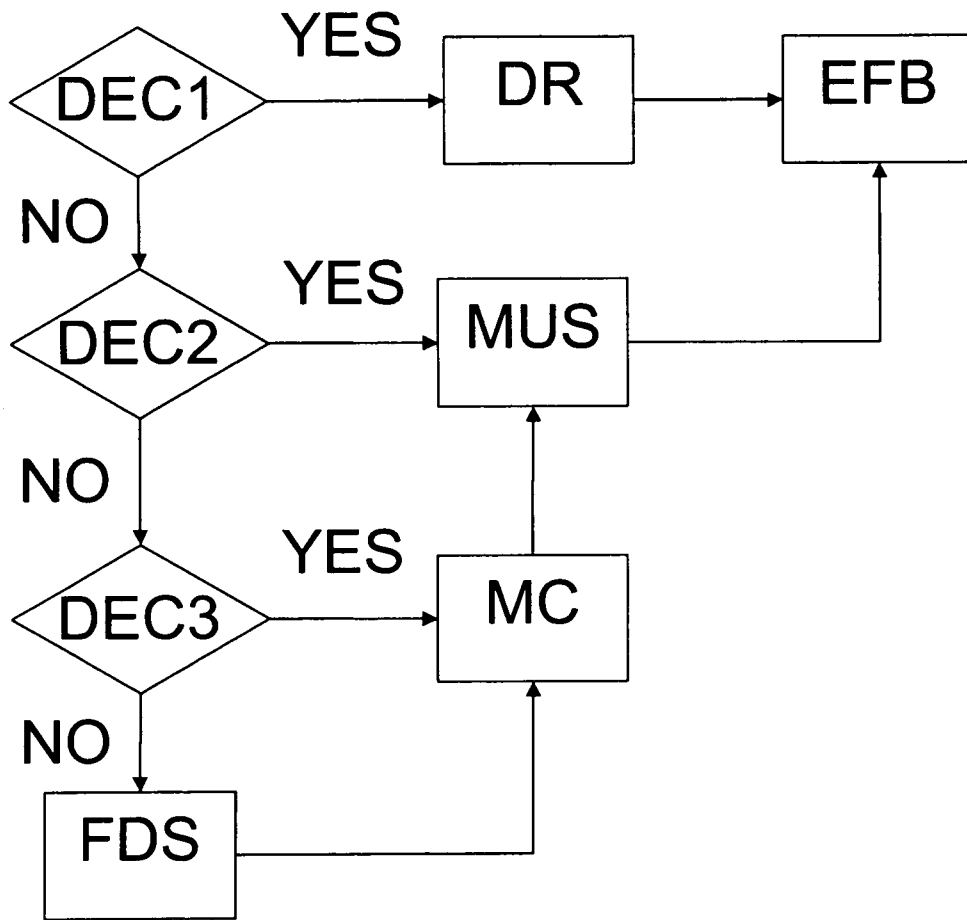 YES
DEC1
DR
EFB
NO
YES
DEC2
MUS
NO
YES
DEC3
MC
NO
FDS